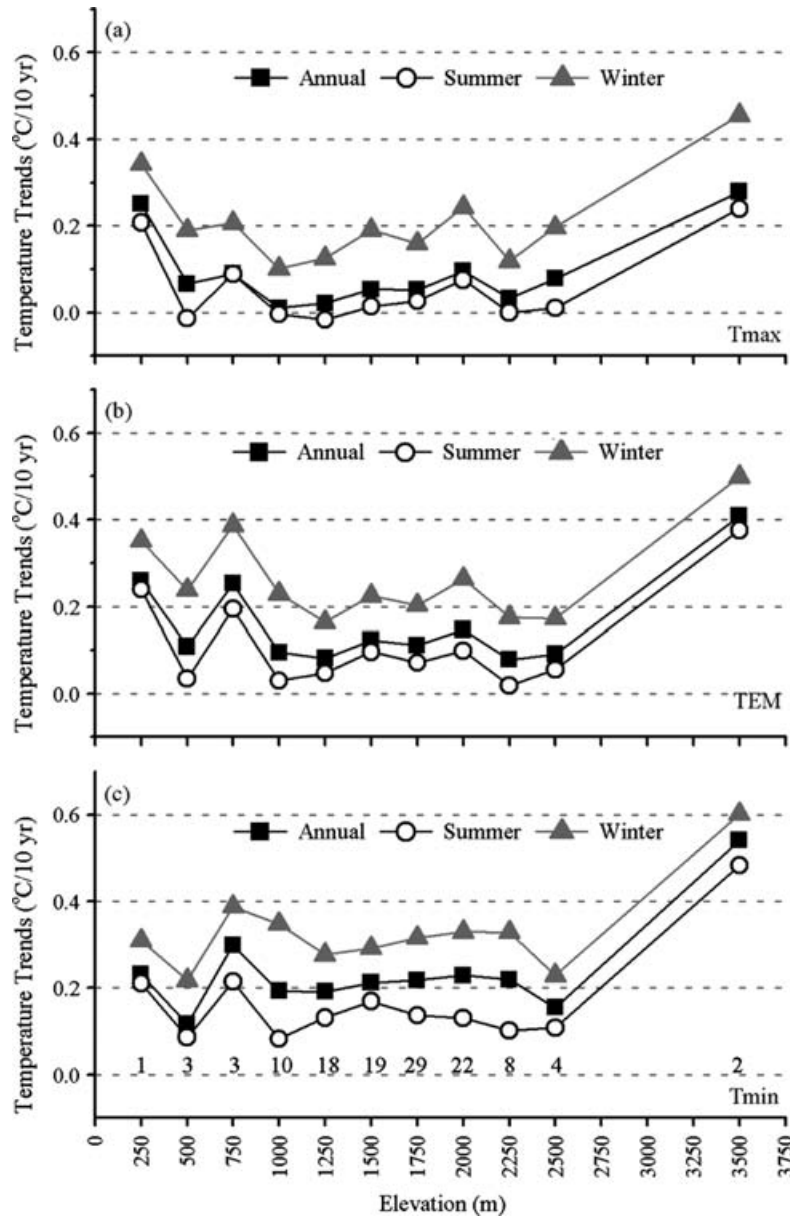 (a)
0.6
Annual Summer Winter
0.4
0.2
0.0
Temperature Trends (°C/10 yr)
Tmax
(b)
0.6
Annual Summer Winter
0.4
0.2
0.0
Temperature Trends (°C/10 yr)
TEM
(c)
0.6
Annual Summer Winter
0.4
0.2
0.0
Temperature Trends (°C/10 yr)
1 3 3 10 18 19 29 22 8 4 2
Tmin
0 250 500 750 1000 1250 1500 1750 2000 2250 2500 2750 3000 3250 3500 3750
Elevation (m)